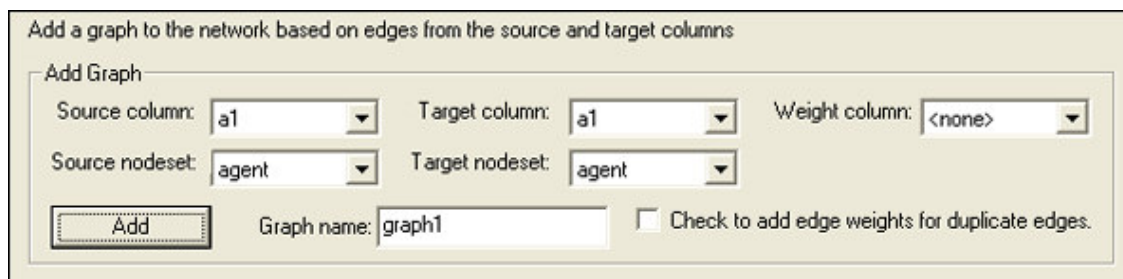 Add a graph to the network based on edges from the source and target columns
Add Graph
Source column: a1 Target column: a1 Weight column: <none>
Source nodeset: agent Target nodeset: agent
Add Graph name: graph1 Check to add edge weights for duplicate edges.